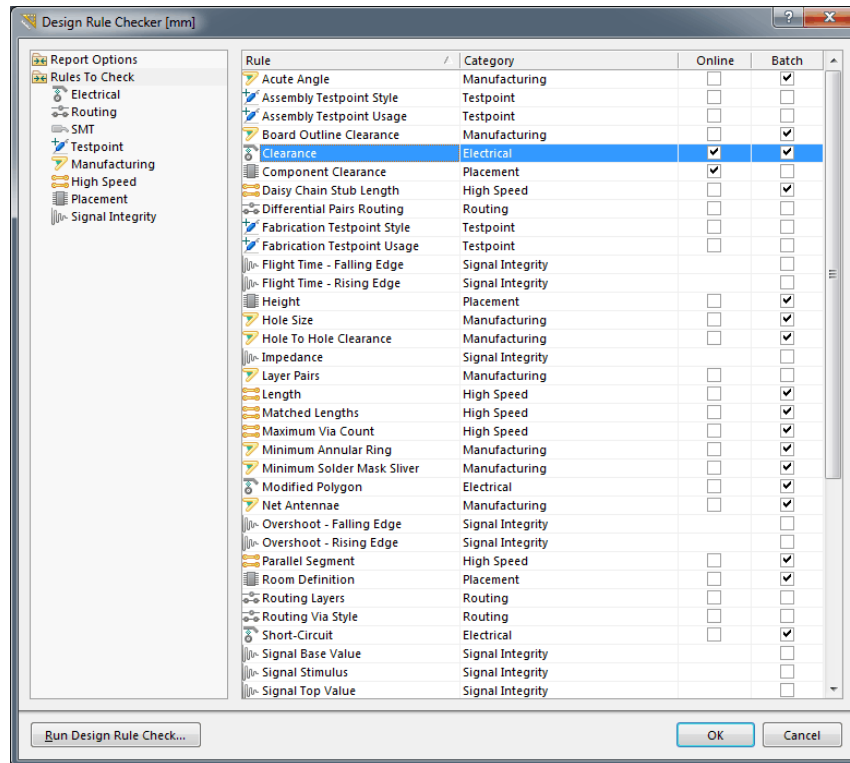 Design Rule Checker [mm]
Report Options
Rules To Check
Electrical
Routing
SMT
Testpoint
Manufacturing
High Speed
Placement
Signal Integrity
Rule Category Online Batch
Acute Angle Manufacturing
Assembly Testpoint Style Testpoint
Assembly Testpoint Usage Testpoint
Board Outline Clearance Manufacturing
Clearance Electrical
Component Clearance Placement
Daisy Chain Stub Length High Speed
Differential Pairs Routing Routing
Fabrication Testpoint Style Testpoint
Fabrication Testpoint Usage Testpoint
Flight Time - Falling Edge Signal Integrity
Flight Time - Rising Edge Signal Integrity
Height Placement
Hole Size Manufacturing
Hole To Hole Clearance Manufacturing
Impedance Signal Integrity
Layer Pairs Manufacturing
Length High Speed
Matched Lengths High Speed
Maximum Via Count High Speed
Minimum Annular Ring Manufacturing
Minimum Solder Mask Sliver Manufacturing
Modified Polygon Electrical
Net Antennae Manufacturing
Overshoot - Falling Edge Signal Integrity
Overshoot - Rising Edge Signal Integrity
Parallel Segment High Speed
Room Definition Placement
Routing Layers Routing
Routing Via Style Routing
Short-Circuit Electrical
Signal Base Value Signal Integrity
Signal Stimulus Signal Integrity
Signal Top Value Signal Integrity
Run Design Rule Check... OK Cancel